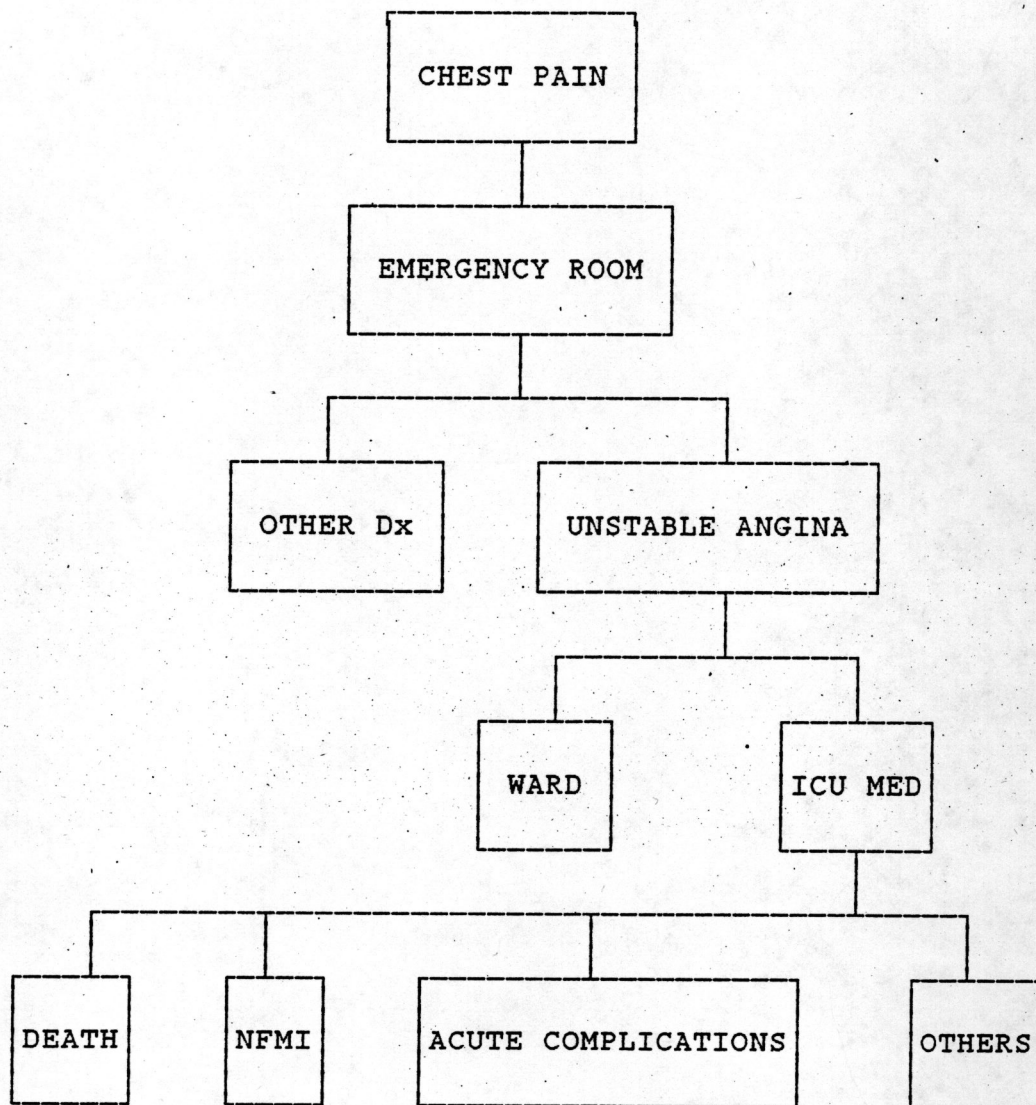 CHEST PAIN
EMERGENCY ROOM
OTHER Dx
UNSTABLE ANGINA
WARD
ICU MED
DEATH
NFMI
ACUTE COMPLICATIONS
OTHERS